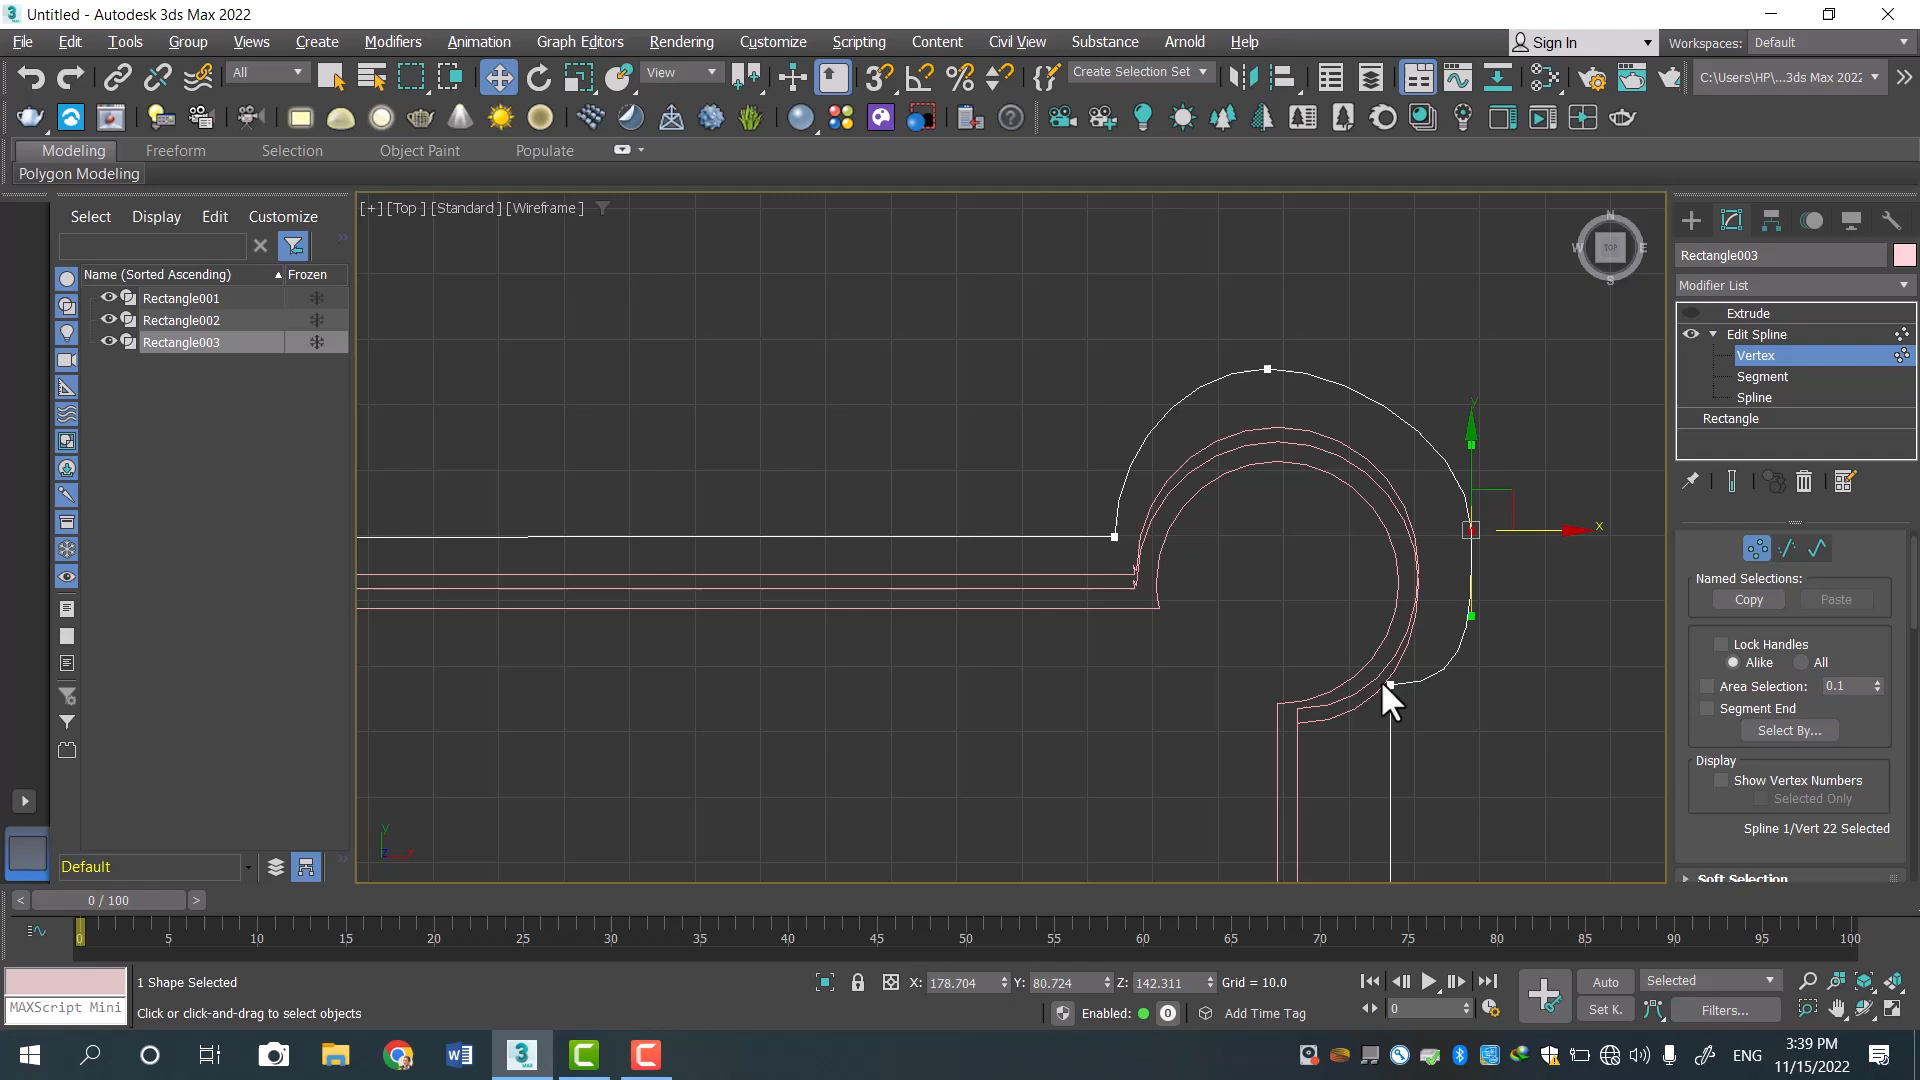 Untitled - Autodesk 3ds Max 2022
File Edit Tools Group Views Create Modifiers Animation Graph Editors Rendering Customize Scripting Content Civil View Substance Arnold Help
Sign In
Workspaces: Default
All
View
Create Selection Set
C:\Users\HP\...3ds Max 2022
Modeling Freeform Selection Object Paint Populate
Polygon Modeling
Select Display Edit Customize
Name (Sorted Ascending) Frozen
Rectangle001
Rectangle002
Rectangle003
Default
[+] [Top ] [Standard ] [Wireframe ]
N
W TOP E
S
y
x
y
Rectangle003
Modifier List
Extrude
Edit Spline
Vertex
Segment
Spline
Rectangle
Named Selections:
Copy Paste
Lock Handles
Alike All
Area Selection: 0.1
Segment End
Select By...
Display
Show Vertex Numbers
Selected Only
Spline 1/Vert 22 Selected
Soft Selection
< 0 / 100 >
0 5 10 15 20 25 30 35 40 45 50 55 60 65 70 75 80 85 90 95 100
1 Shape Selected
X: 178.704 Y: 80.724 Z: 142.311 Grid = 10.0
Auto Selected
MAXScript Mini
Click or click-and-drag to select objects
Enabled: 0 Add Time Tag
0
Set K. Filters...
ENG
3:39 PM
11/15/2022